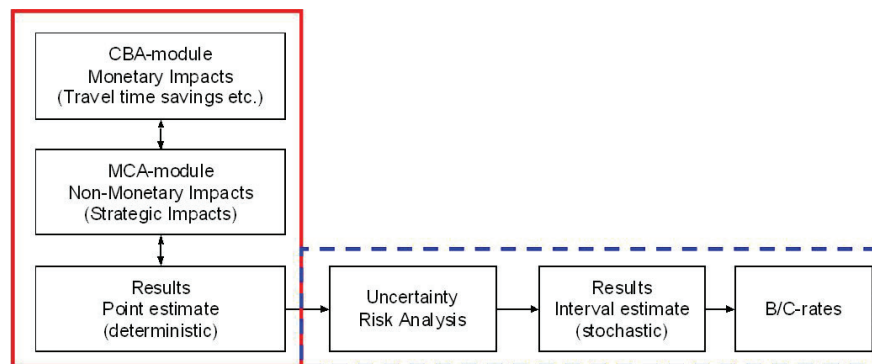 CBA-module
Monetary Impacts
(Travel time savings etc.)
MCA-module
Non-Monetary Impacts
(Strategic Impacts)
Results
Point estimate
(deterministic)
Uncertainty
Risk Analysis
Results
Interval estimate
(stochastic)
B/C-rates